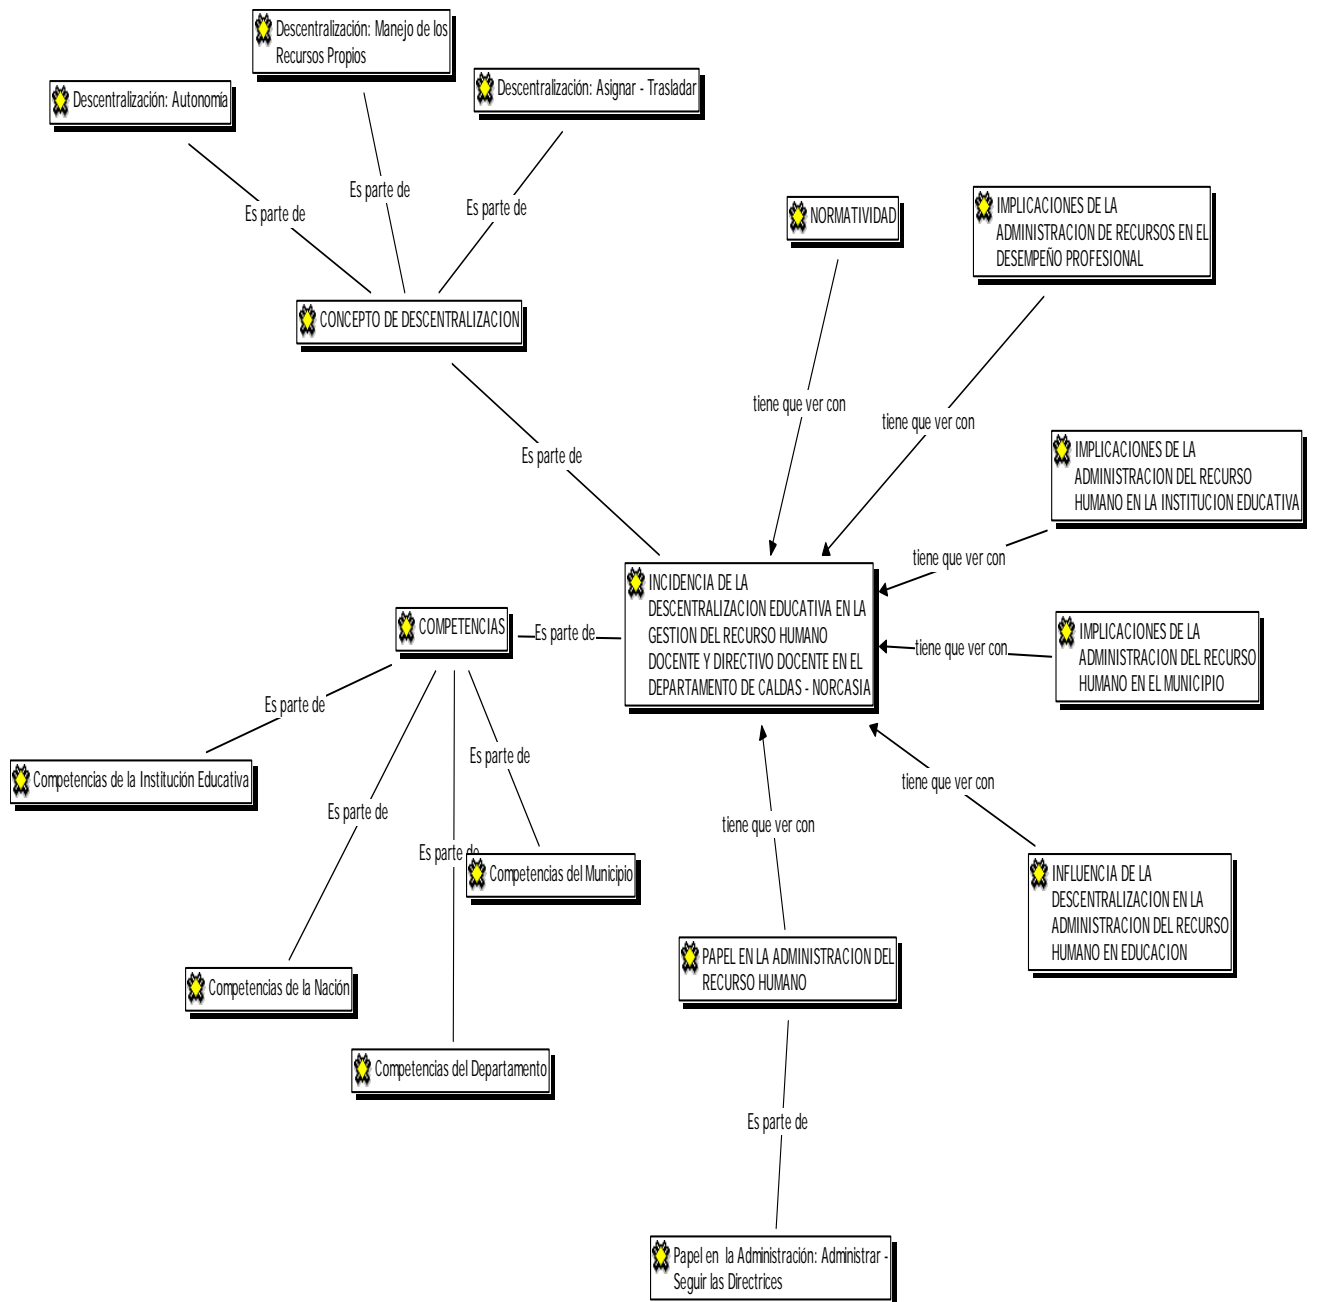 Descentralización: Manejo de los
Recursos Propios
Descentralización: Asignar - Trasladar
Descentralización: Autonomía
Es parte de
Es parte de
Es parte de
NORMATIVIDAD
IMPLICACIONES DE LA
ADMINISTRACION DE RECURSOS EN EL
DESEMPEÑO PROFESIONAL
CONCEPTO DE DESCENTRALIZACION
tiene que ver con
tiene que ver con
Es parte de
IMPLICACIONES DE LA
ADMINISTRACION DEL RECURSO
HUMANO EN LA INSTITUCION EDUCATIVA
tiene que ver con
INCIDENCIA DE LA
DESCENTRALIZACION EDUCATIVA EN LA
GESTION DEL RECURSO HUMANO
DOCENTE Y DIRECTIVO DOCENTE EN EL
DEPARTAMENTO DE CALDAS - NORCASIA
COMPETENCIAS
Es parte de
tiene que ver con
IMPLICACIONES DE LA
ADMINISTRACION DEL RECURSO
HUMANO EN EL MUNICIPIO
Es parte de
Es parte de
Competencias de la Institución Educativa
tiene que ver con
Es parte de
tiene que ver con
Es parte de
Competencias del Municipio
INFLUENCIA DE LA
DESCENTRALIZACION EN LA
ADMINISTRACION DEL RECURSO
HUMANO EN EDUCACION
PAPEL EN LA ADMINISTRACION DEL
RECURSO HUMANO
Competencias de la Nación
Competencias del Departamento
Es parte de
Papel en la Administración: Administrar -
Seguir las Directrices